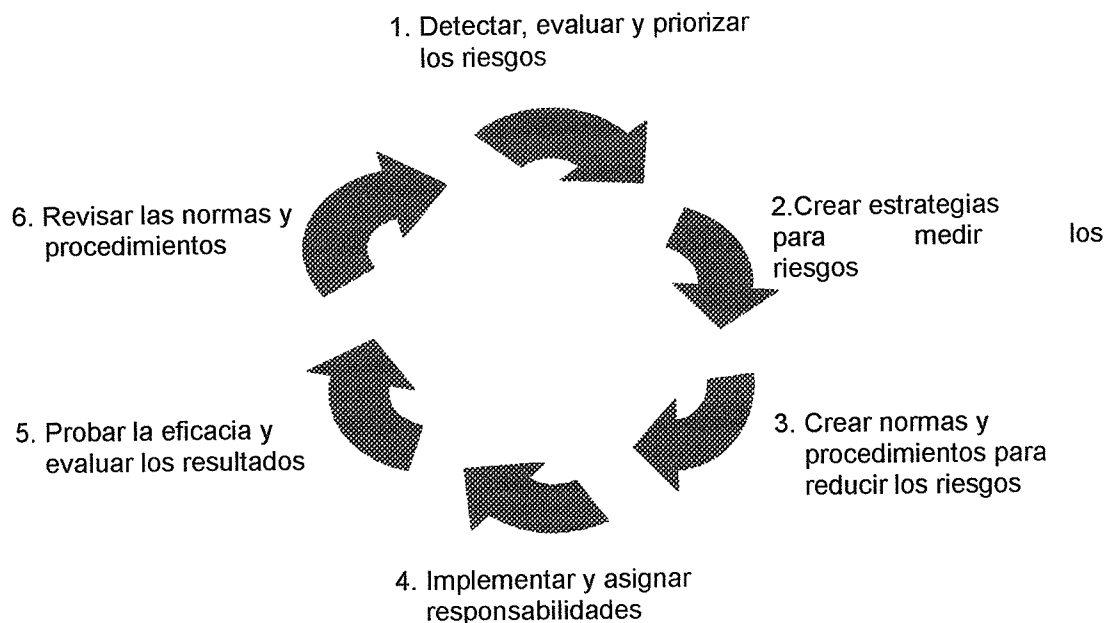 1. Detectar, evaluar y priorizar
los riesgos
2.Crear estrategias
para medir los
riesgos
3. Crear normas y
procedimientos para
reducir los riesgos
4. Implementar y asignar
responsabilidades
5. Probar la eficacia y
evaluar los resultados
6. Revisar las normas y
procedimientos